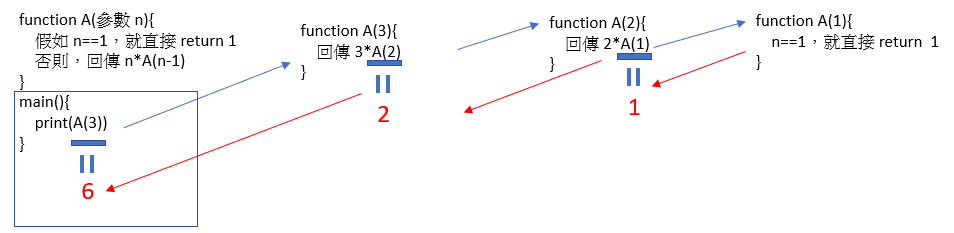 function A(參數 n){
假如 n==1，就直接 return 1
否則，回傳 n*A(n-1)
}
main(){
print(A(3))
}
6
function A(3){
回傳 3*A(2)
}
2
function A(2){
回傳 2*A(1)
}
1
function A(1){
n==1，就直接 return  1
}